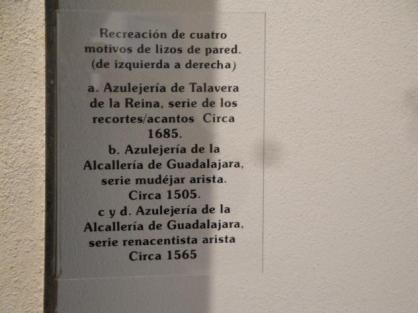 Recreación de cuatro
motivos de lizos de pared.
(de izquierda a derecha)
a. Azulejería de Talavera
de la Reina, serie de los
recortes/acantos Circa
1685.
b. Azulejería de la
Alcallería de Guadalajara,
serie mudéjar arista.
Circa 1505.
c y d. Azulejería de la
Alcallería de Guadalajara,
serie renacentista arista
Circa 1565